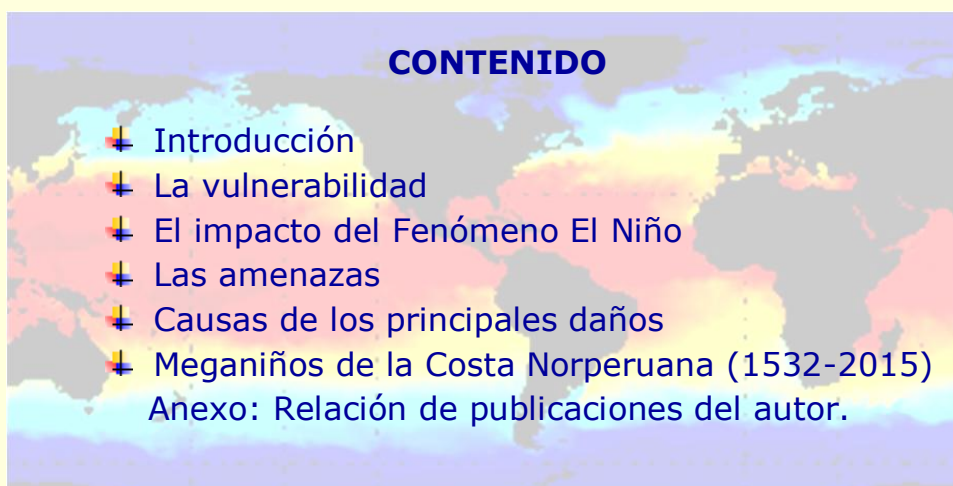 CONTENIDO
Introducción
La vulnerabilidad
El impacto del Fenómeno El Niño
Las amenazas
Causas de los principales daños
Meganiños de la Costa Norperuana (1532-2015)
Anexo: Relación de publicaciones del autor.